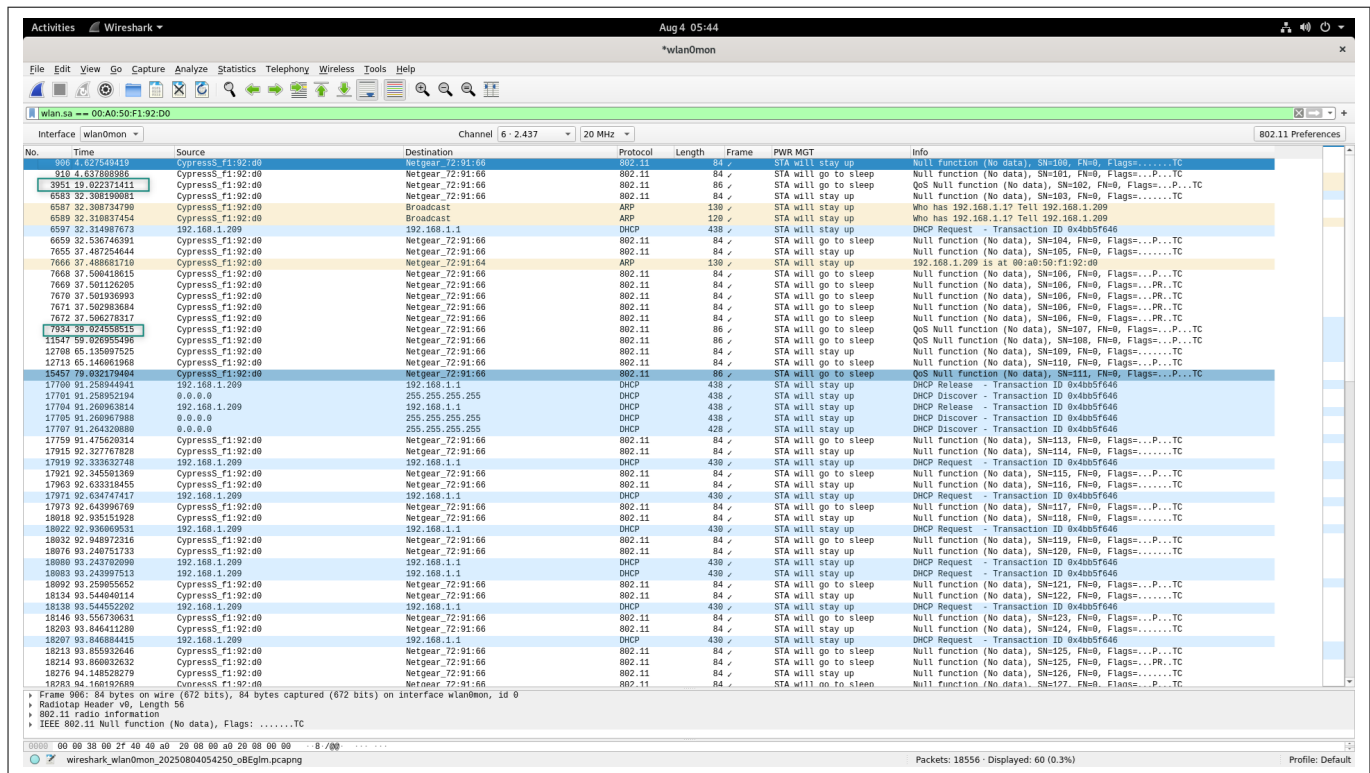 Activities Wireshark Aug 4 05:44
*wlan0mon ×
File Edit View Go Capture Analyze Statistics Telephony Wireless Tools Help
wlan.sa == 00:A0:50:F1:92:D0
Interface wlan0mon Channel 6 · 2.437 20 MHz 802.11 Preferences
No. Time Source Destination Protocol Length Frame PWR MGT Info
906 4.627549419 CypressS_f1:92:d0 Netgear_72:91:66 802.11 84 ✓ STA will stay up Null function (No data), SN=100, FN=0, Flags=.......TC
910 4.637808986 CypressS_f1:92:d0 Netgear_72:91:66 802.11 84 ✓ STA will go to sleep Null function (No data), SN=101, FN=0, Flags=...P...TC
3951 19.022371411 CypressS_f1:92:d0 Netgear_72:91:66 802.11 86 ✓ STA will go to sleep QoS Null function (No data), SN=102, FN=0, Flags=...P...TC
6583 32.308190081 CypressS_f1:92:d0 Netgear_72:91:66 802.11 84 ✓ STA will stay up Null function (No data), SN=103, FN=0, Flags=.......TC
6587 32.308734790 CypressS_f1:92:d0 Broadcast ARP 130 ✓ STA will stay up Who has 192.168.1.1? Tell 192.168.1.209
6589 32.310837454 CypressS_f1:92:d0 Broadcast ARP 120 ✓ STA will stay up Who has 192.168.1.1? Tell 192.168.1.209
6597 32.314987673 192.168.1.209 192.168.1.1 DHCP 438 ✓ STA will stay up DHCP Request - Transaction ID 0x4bb5f646
6659 32.536746391 CypressS_f1:92:d0 Netgear_72:91:66 802.11 84 ✓ STA will go to sleep Null function (No data), SN=104, FN=0, Flags=...P...TC
7655 37.487254644 CypressS_f1:92:d0 Netgear_72:91:66 802.11 84 ✓ STA will stay up Null function (No data), SN=105, FN=0, Flags=.......TC
7666 37.488681710 CypressS_f1:92:d0 Netgear_72:91:64 ARP 130 ✓ STA will stay up 192.168.1.209 is at 00:a0:50:f1:92:d0
7668 37.500418615 CypressS_f1:92:d0 Netgear_72:91:66 802.11 84 ✓ STA will go to sleep Null function (No data), SN=106, FN=0, Flags=...P...TC
7669 37.501126205 CypressS_f1:92:d0 Netgear_72:91:66 802.11 84 ✓ STA will go to sleep Null function (No data), SN=106, FN=0, Flags=...PR..TC
7670 37.501936993 CypressS_f1:92:d0 Netgear_72:91:66 802.11 84 ✓ STA will go to sleep Null function (No data), SN=106, FN=0, Flags=...PR..TC
7671 37.502983684 CypressS_f1:92:d0 Netgear_72:91:66 802.11 84 ✓ STA will go to sleep Null function (No data), SN=106, FN=0, Flags=...PR..TC
7672 37.506278317 CypressS_f1:92:d0 Netgear_72:91:66 802.11 84 ✓ STA will go to sleep Null function (No data), SN=106, FN=0, Flags=...PR..TC
7934 39.024558515 CypressS_f1:92:d0 Netgear_72:91:66 802.11 86 ✓ STA will go to sleep QoS Null function (No data), SN=107, FN=0, Flags=...P...TC
11547 59.026955496 CypressS_f1:92:d0 Netgear_72:91:66 802.11 86 ✓ STA will go to sleep QoS Null function (No data), SN=108, FN=0, Flags=...P...TC
12708 65.135097525 CypressS_f1:92:d0 Netgear_72:91:66 802.11 84 ✓ STA will stay up Null function (No data), SN=109, FN=0, Flags=.......TC
12713 65.146061968 CypressS_f1:92:d0 Netgear_72:91:66 802.11 84 ✓ STA will go to sleep Null function (No data), SN=110, FN=0, Flags=...P...TC
15457 79.032179404 CypressS_f1:92:d0 Netgear_72:91:66 802.11 86 ✓ STA will go to sleep QoS Null function (No data), SN=111, FN=0, Flags=...P...TC
17700 91.258944941 192.168.1.209 192.168.1.1 DHCP 438 ✓ STA will stay up DHCP Release - Transaction ID 0x4bb5f646
17701 91.258952194 0.0.0.0 255.255.255.255 DHCP 438 ✓ STA will stay up DHCP Discover - Transaction ID 0x4bb5f646
17704 91.260963814 192.168.1.209 192.168.1.1 DHCP 438 ✓ STA will stay up DHCP Release - Transaction ID 0x4bb5f646
17705 91.260967988 0.0.0.0 255.255.255.255 DHCP 438 ✓ STA will stay up DHCP Discover - Transaction ID 0x4bb5f646
17707 91.264320880 0.0.0.0 255.255.255.255 DHCP 428 ✓ STA will stay up DHCP Discover - Transaction ID 0x4bb5f646
17759 91.475620314 CypressS_f1:92:d0 Netgear_72:91:66 802.11 84 ✓ STA will go to sleep Null function (No data), SN=113, FN=0, Flags=...P...TC
17915 92.327767828 CypressS_f1:92:d0 Netgear_72:91:66 802.11 84 ✓ STA will stay up Null function (No data), SN=114, FN=0, Flags=.......TC
17919 92.333632748 192.168.1.209 192.168.1.1 DHCP 430 ✓ STA will stay up DHCP Request - Transaction ID 0x4bb5f646
17921 92.345501369 CypressS_f1:92:d0 Netgear_72:91:66 802.11 84 ✓ STA will go to sleep Null function (No data), SN=115, FN=0, Flags=...P...TC
17963 92.633318455 CypressS_f1:92:d0 Netgear_72:91:66 802.11 84 ✓ STA will stay up Null function (No data), SN=116, FN=0, Flags=.......TC
17971 92.634747417 192.168.1.209 192.168.1.1 DHCP 430 ✓ STA will stay up DHCP Request - Transaction ID 0x4bb5f646
17973 92.643996769 CypressS_f1:92:d0 Netgear_72:91:66 802.11 84 ✓ STA will go to sleep Null function (No data), SN=117, FN=0, Flags=...P...TC
18018 92.935151928 CypressS_f1:92:d0 Netgear_72:91:66 802.11 84 ✓ STA will stay up Null function (No data), SN=118, FN=0, Flags=.......TC
18022 92.936069531 192.168.1.209 192.168.1.1 DHCP 430 ✓ STA will stay up DHCP Request - Transaction ID 0x4bb5f646
18032 92.948972316 CypressS_f1:92:d0 Netgear_72:91:66 802.11 84 ✓ STA will go to sleep Null function (No data), SN=119, FN=0, Flags=...P...TC
18076 93.240751733 CypressS_f1:92:d0 Netgear_72:91:66 802.11 84 ✓ STA will stay up Null function (No data), SN=120, FN=0, Flags=.......TC
18080 93.243702090 192.168.1.209 192.168.1.1 DHCP 430 ✓ STA will stay up DHCP Request - Transaction ID 0x4bb5f646
18083 93.243997513 192.168.1.209 192.168.1.1 DHCP 430 ✓ STA will stay up DHCP Request - Transaction ID 0x4bb5f646
18092 93.259055652 CypressS_f1:92:d0 Netgear_72:91:66 802.11 84 ✓ STA will go to sleep Null function (No data), SN=121, FN=0, Flags=...P...TC
18134 93.544040114 CypressS_f1:92:d0 Netgear_72:91:66 802.11 84 ✓ STA will stay up Null function (No data), SN=122, FN=0, Flags=.......TC
18138 93.544552202 192.168.1.209 192.168.1.1 DHCP 430 ✓ STA will stay up DHCP Request - Transaction ID 0x4bb5f646
18146 93.556730631 CypressS_f1:92:d0 Netgear_72:91:66 802.11 84 ✓ STA will go to sleep Null function (No data), SN=123, FN=0, Flags=...P...TC
18203 93.846411280 CypressS_f1:92:d0 Netgear_72:91:66 802.11 84 ✓ STA will stay up Null function (No data), SN=124, FN=0, Flags=.......TC
18207 93.846884415 192.168.1.209 192.168.1.1 DHCP 430 ✓ STA will stay up DHCP Request - Transaction ID 0x4bb5f646
18213 93.855932646 CypressS_f1:92:d0 Netgear_72:91:66 802.11 84 ✓ STA will go to sleep Null function (No data), SN=125, FN=0, Flags=...P...TC
18214 93.860032632 CypressS_f1:92:d0 Netgear_72:91:66 802.11 84 ✓ STA will go to sleep Null function (No data), SN=125, FN=0, Flags=...PR..TC
18276 94.148528279 CypressS_f1:92:d0 Netgear_72:91:66 802.11 84 ✓ STA will stay up Null function (No data), SN=126, FN=0, Flags=.......TC
18283 94.160192689 CypressS_f1:92:d0 Netgear_72:91:66 802.11 84 ✓ STA will go to sleep Null function (No data), SN=127, FN=0, Flags=...P...TC
Frame 906: 84 bytes on wire (672 bits), 84 bytes captured (672 bits) on interface wlan0mon, id 0
Radiotap Header v0, Length 56
802.11 radio information
IEEE 802.11 Null function (No data), Flags: .......TC
0000 00 00 38 00 2f 40 40 a0 20 08 00 a0 20 08 00 00 ··8·/@@· ··· ···
wireshark_wlan0mon_20250804054250_oBEglm.pcapng Packets: 18556 · Displayed: 60 (0.3%) Profile: Default